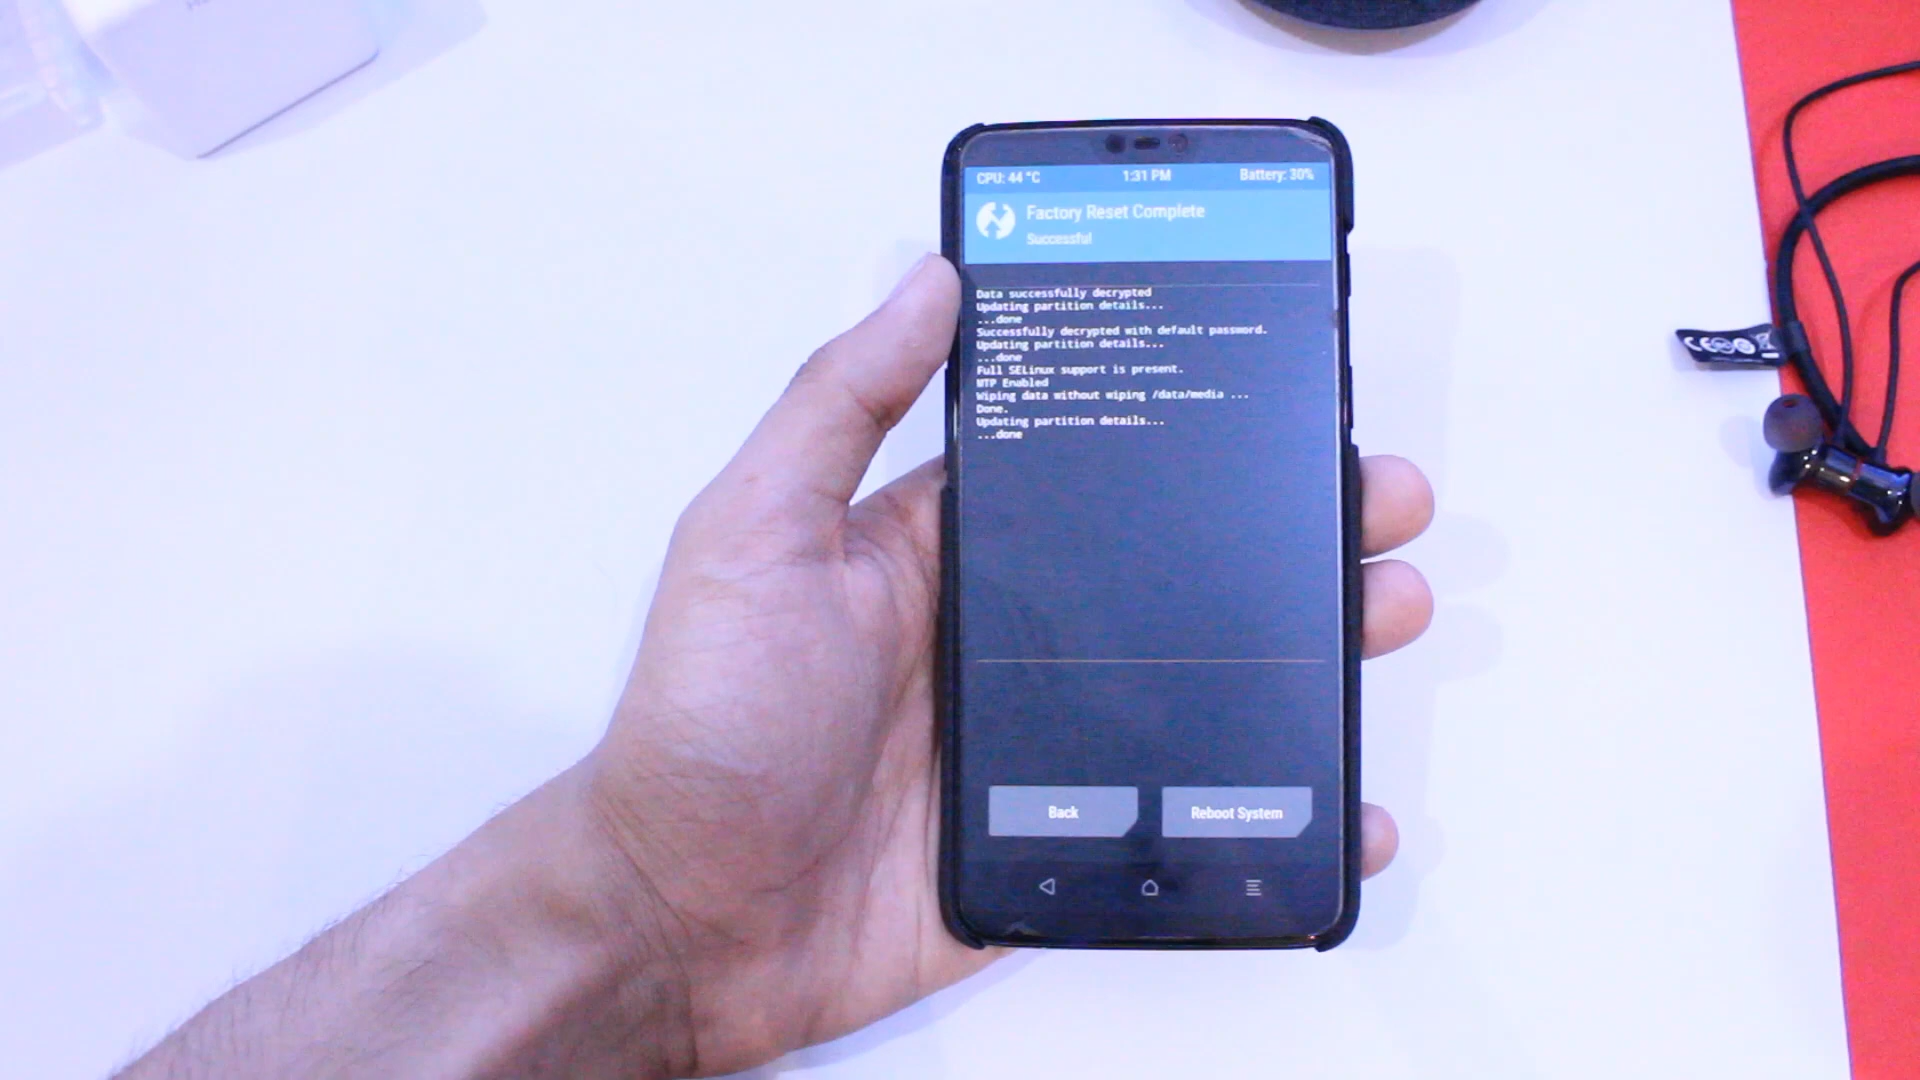 CPU: 44 °C 1:31 PM Battery: 30%
Factory Reset Complete
Successful
Data successfully decrypted
Updating partition details...
...done
Successfully decrypted with default password.
Updating partition details...
...done
Full SELinux support is present.
MTP Enabled
Wiping data without wiping /data/media ...
Done.
Updating partition details...
...done
Back Reboot System
CE